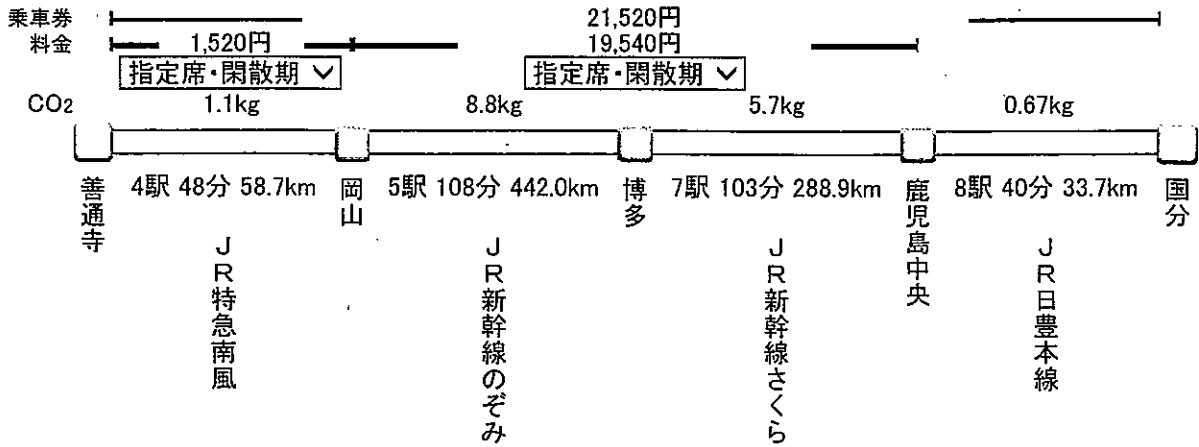 乗車券 21,520円
料金 1,520円 19,540円
指定席・閑散期 指定席・閑散期
CO2 1.1kg 8.8kg 5.7kg 0.67kg
善通寺 4駅 48分 58.7km 岡山 5駅 108分 442.0km 博多 7駅 103分 288.9km 鹿児島中央 8駅 40分 33.7km 国分
JR特急南風
JR新幹線のぞみ
JR新幹線さくら
JR日豊本線